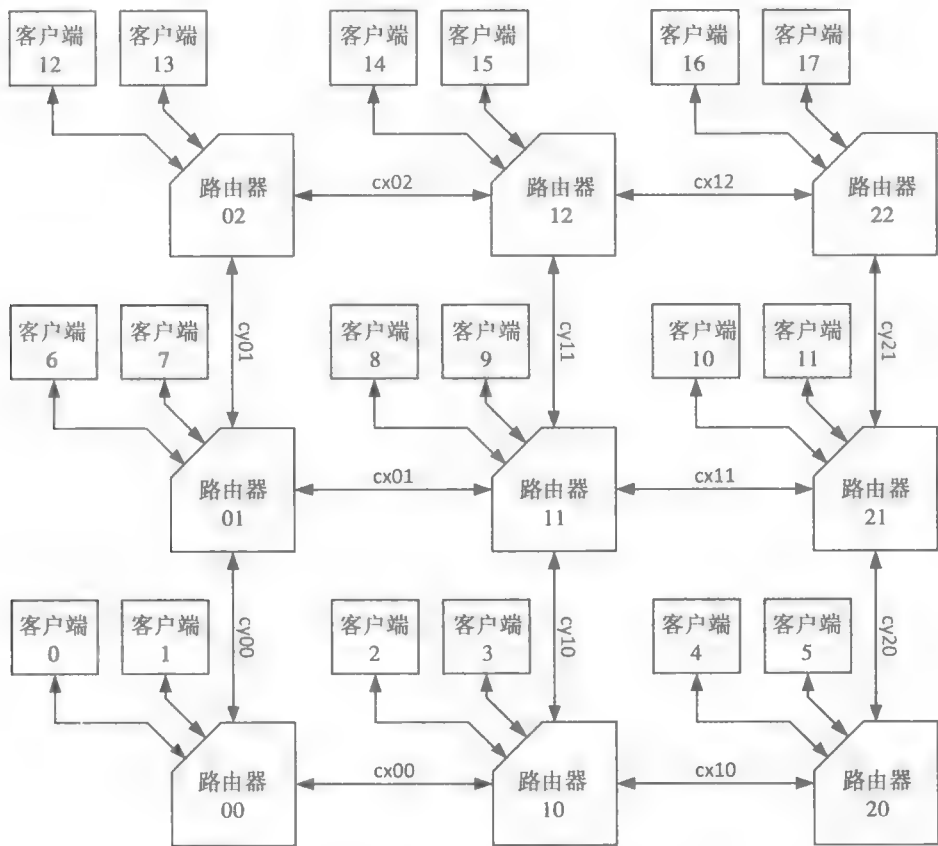 客户端
12
客户端
13
客户端
14
客户端
15
客户端
16
客户端
17
路由器
02
cx02
路由器
12
cx12
路由器
22
cy01
cy11
cy21
客户端
6
客户端
7
客户端
8
客户端
9
客户端
10
客户端
11
路由器
01
cx01
路由器
11
cx11
路由器
21
cy00
cy10
cy20
客户端
0
客户端
1
客户端
2
客户端
3
客户端
4
客户端
5
路由器
00
cx00
路由器
10
cx10
路由器
20